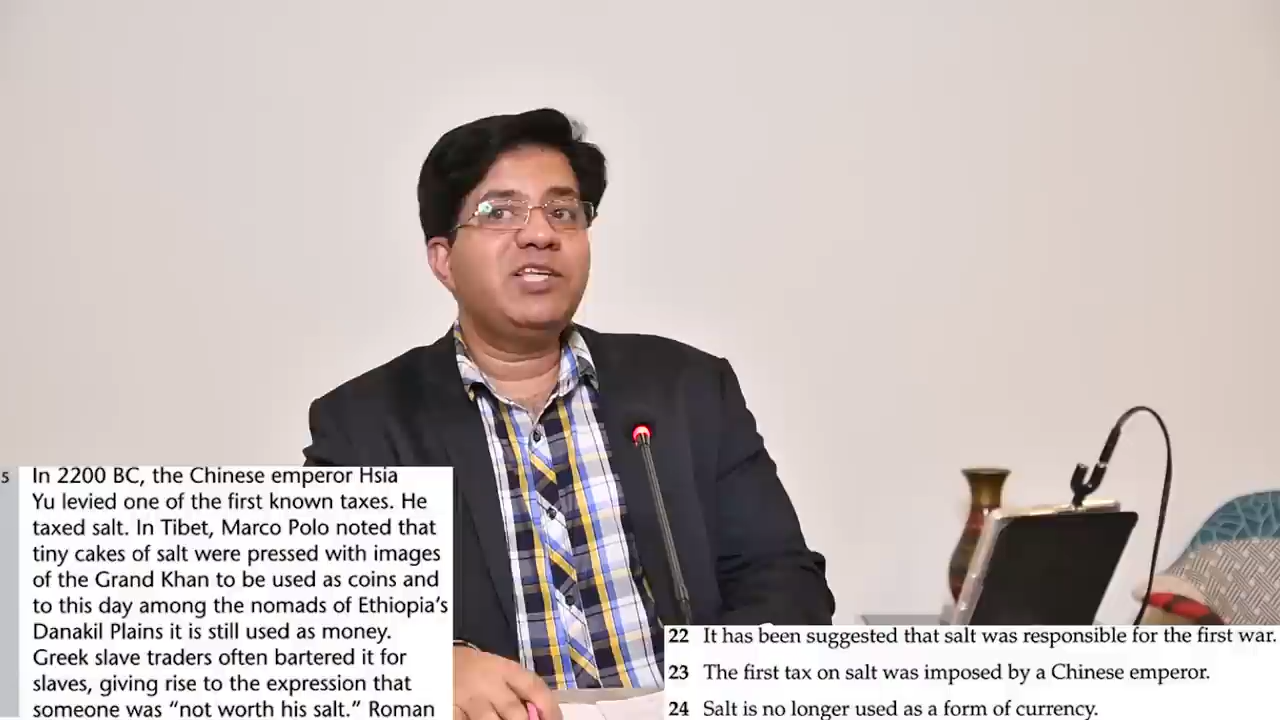 5 In 2200 BC, the Chinese emperor Hsia
Yu levied one of the first known taxes. He
taxed salt. In Tibet, Marco Polo noted that
tiny cakes of salt were pressed with images
of the Grand Khan to be used as coins and
to this day among the nomads of Ethiopia's
Danakil Plains it is still used as money.
Greek slave traders often bartered it for
slaves, giving rise to the expression that
someone was “not worth his salt.” Roman
22 It has been suggested that salt was responsible for the first war.
23 The first tax on salt was imposed by a Chinese emperor.
24 Salt is no longer used as a form of currency.